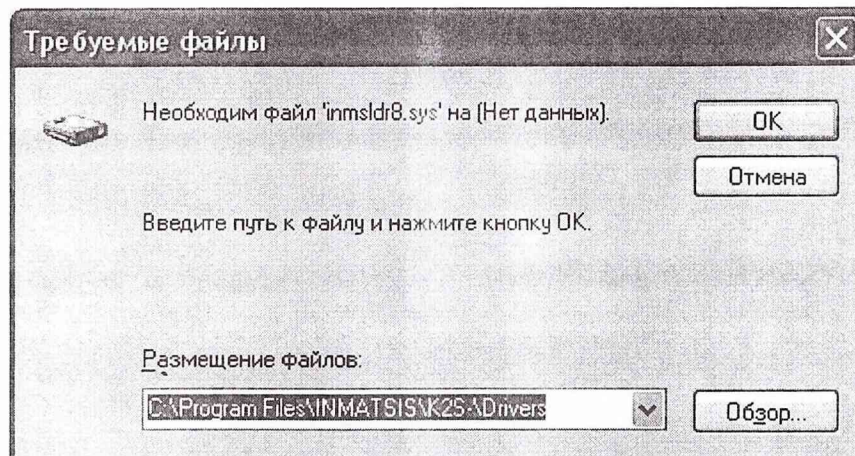 Требуемые файлы
Необходим файл 'inmsldr8.sys' на (Нет данных).
OK
Отмена
Введите путь к файлу и нажмите кнопку OK.
Размещение файлов:
C:\Program Files\INMATSIS\K2S-\Drivers
Обзор...